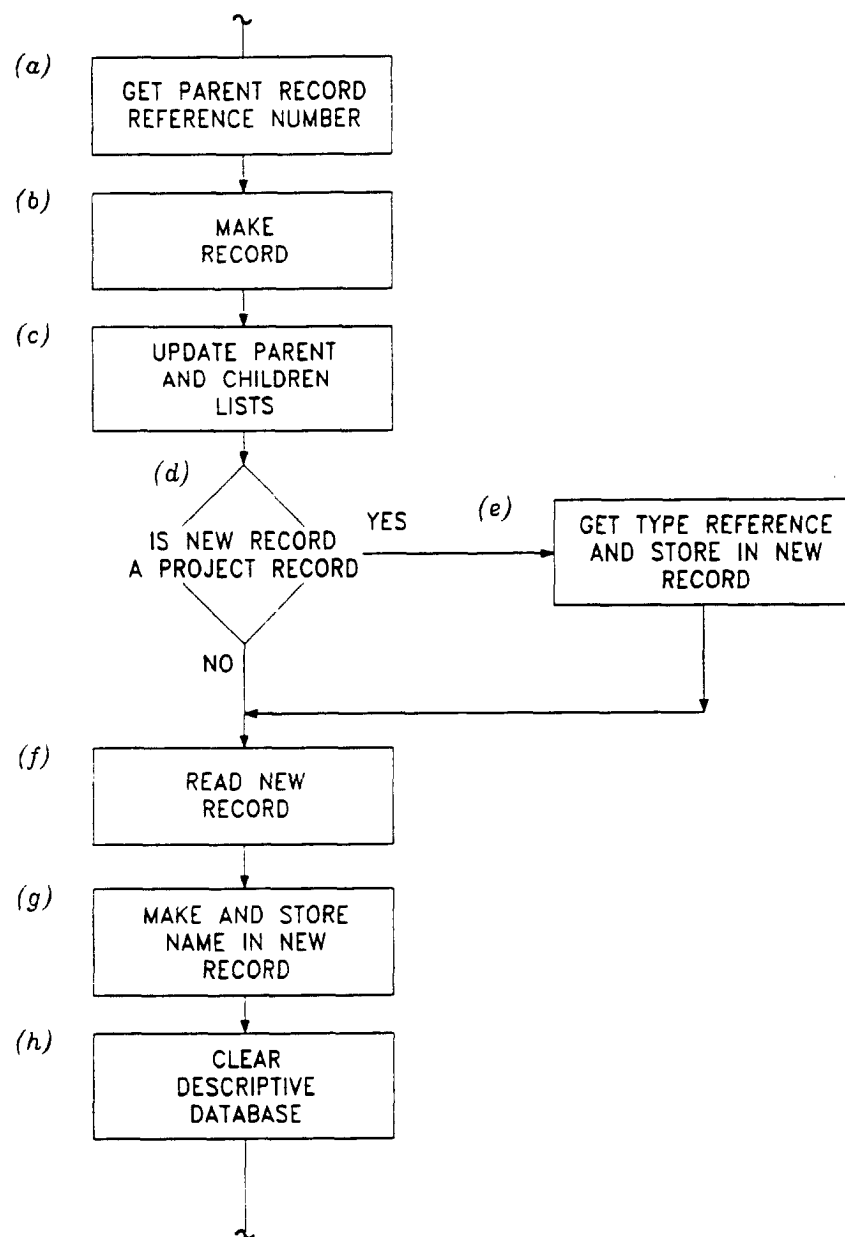 (a)
GET PARENT RECORD
REFERENCE NUMBER
(b)
MAKE
RECORD
(c)
UPDATE PARENT
AND CHILDREN
LISTS
(d)
IS NEW RECORD
A PROJECT RECORD
YES
NO
(e)
GET TYPE REFERENCE
AND STORE IN NEW
RECORD
(f)
READ NEW
RECORD
(g)
MAKE AND STORE
NAME IN NEW
RECORD
(h)
CLEAR
DESCRIPTIVE
DATABASE